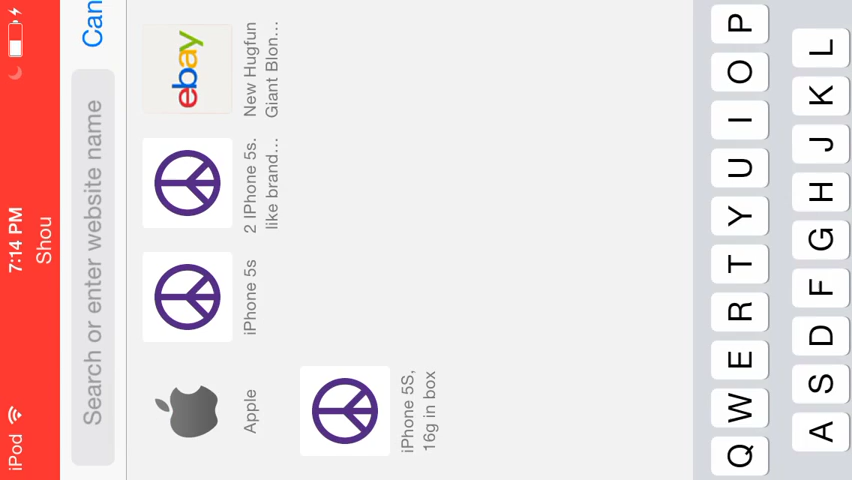 iPod 7:14 PM
Shou
Search or enter website name Can
Apple
iPhone 5s
2 IPhone 5s.
like brand...
ebay
New Hugfun
Giant Blon...
iPhone 5S,
16g in box
Q W E R T Y U I O P
A S D F G H J K L